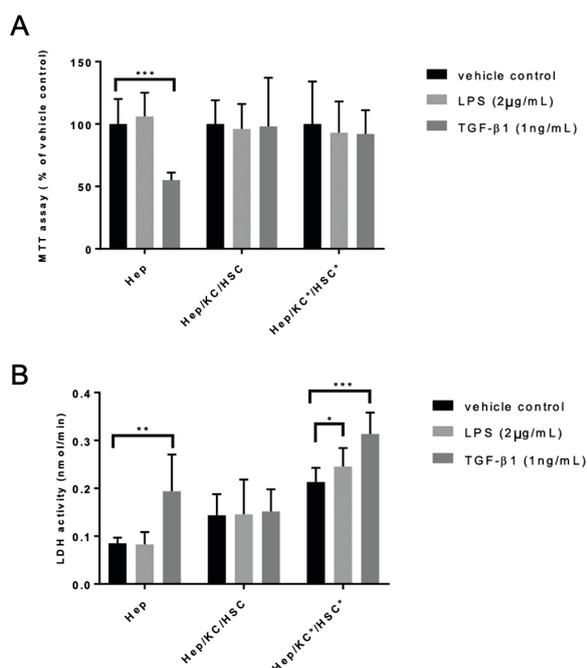 A
MTT assay ( % of vehicle control)
150
100
50
0
***
Hep
Hep/KC/HSC
Hep/KC*/HSC*
vehicle control
LPS (2µg/mL)
TGF-β1 (1ng/mL)
B
LDH activity (nmol/min)
0.4
0.3
0.2
0.1
0.0
**
*
***
Hep
Hep/KC/HSC
Hep/KC*/HSC*
vehicle control
LPS (2µg/mL)
TGF-β1 (1ng/mL)